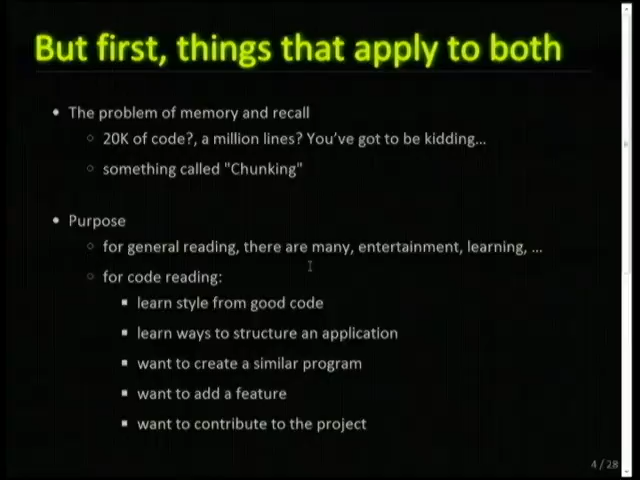 But first, things that apply to both
• The problem of memory and recall
○ 20K of code?, a million lines? You've got to be kidding...
○ something called "Chunking"
• Purpose
○ for general reading, there are many, entertainment, learning, ...
○ for code reading:
▪ learn style from good code
▪ learn ways to structure an application
▪ want to create a similar program
▪ want to add a feature
▪ want to contribute to the project
4 / 28